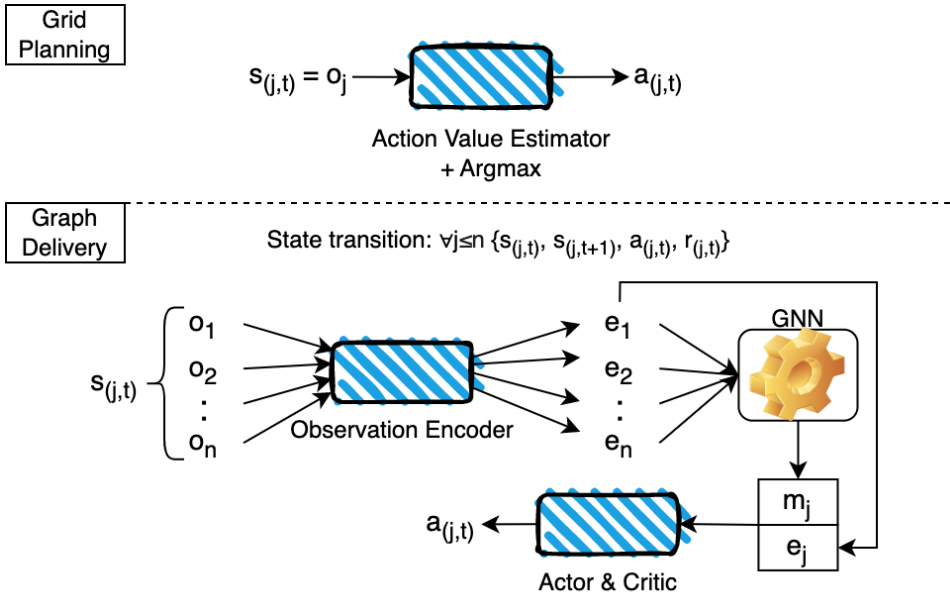 Grid
Planning
s(j,t) = oj
a(j,t)
Action Value Estimator
+ Argmax
Graph
Delivery
State transition: ∀j≤n {s(j,t), s(j,t+1), a(j,t), r(j,t)}
s(j,t)
o1
o2
:
on
Observation Encoder
e1
e2
:
en
GNN
mj
ej
a(j,t)
Actor & Critic